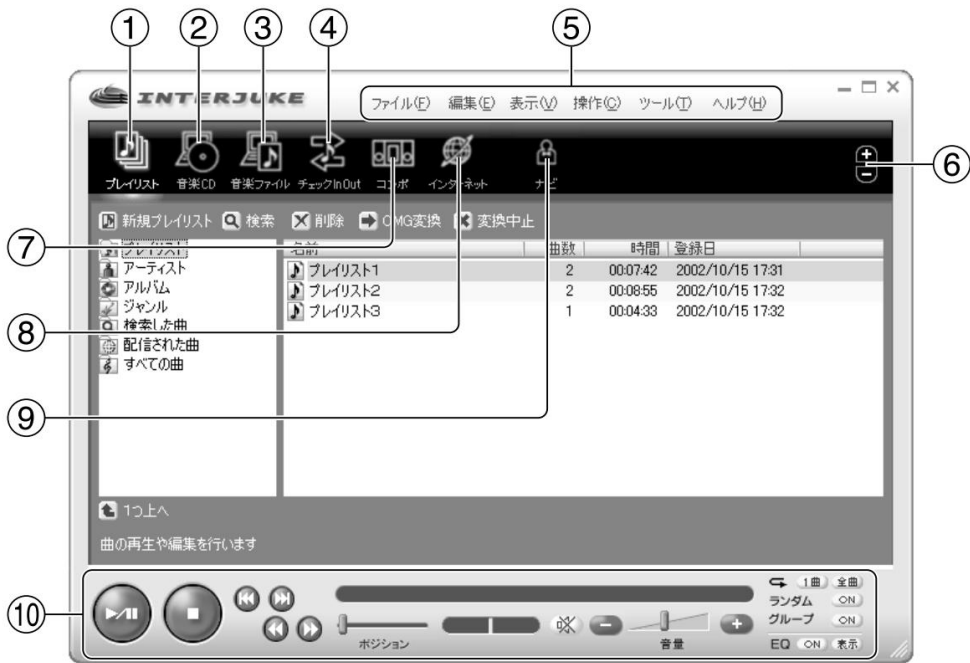 ① ② ③ ④ ⑤
INTERJUKE
ファイル(F) 編集(E) 表示(V) 操作(C) ツール(T) ヘルプ(H)
プレイリスト 音楽CD 音楽ファイル チェックIn Out コンポ インターネット ナビ
⑥
新規プレイリスト 検索 削除 OMG変換 変換中止
⑦
プレイリスト
アーティスト
アルバム
ジャンル
検索した曲
配信された曲
すべての曲
名前 曲数 時間 登録日
プレイリスト1 2 00:07:42 2002/10/15 17:31
プレイリスト2 2 00:08:55 2002/10/15 17:32
プレイリスト3 1 00:04:33 2002/10/15 17:32
⑧
⑨
1つ上へ
曲の再生や編集を行います
⑩
ポジション
音量
1曲 全曲
ランダム ON
グループ ON
EQ ON 表示